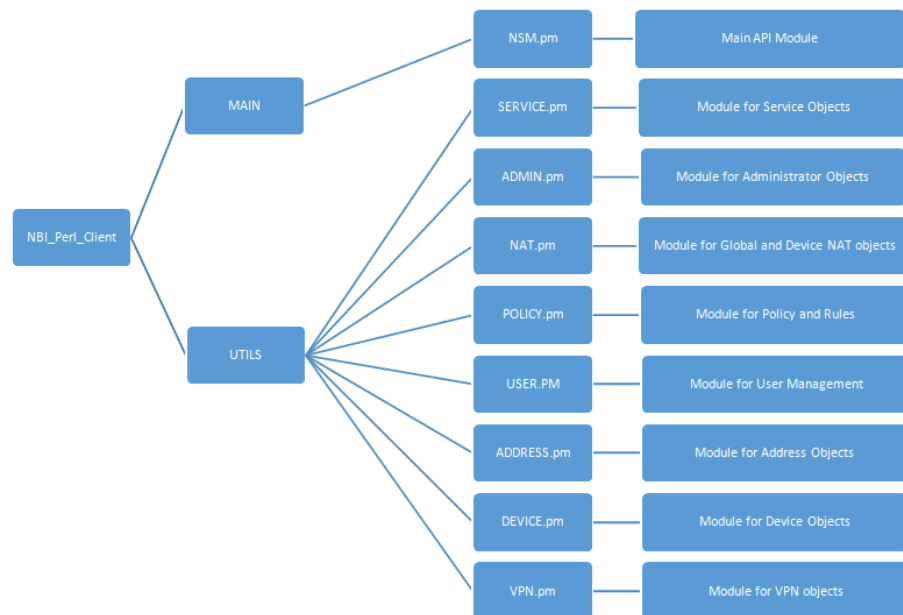 NSM.pm
Main API Module
MAIN
SERVICE.pm
Module for Service Objects
ADMIN.pm
Module for Administrator Objects
NBI_Perl_Client
NAT.pm
Module for Global and Device NAT objects
POLICY.pm
Module for Policy and Rules
UTILS
USER.PM
Module for User Management
ADDRESS.pm
Module for Address Objects
DEVICE.pm
Module for Device Objects
VPN.pm
Module for VPN objects